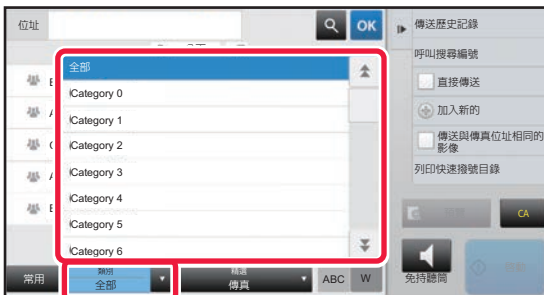 位址
OK
全部
Category 0
Category 1
Category 2
Category 3
Category 4
Category 5
Category 6
常用
類別
全部
精選
傳真
ABC
W
傳送歷史記錄
呼叫搜尋編號
直接傳送
加入新的
傳送與傳真位址相同的
影像
列印快速撥號目錄
CA
免持聽筒